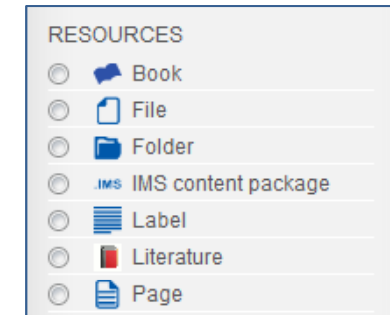 RESOURCES
Book
File
Folder
.IMS IMS content package
Label
Literature
Page